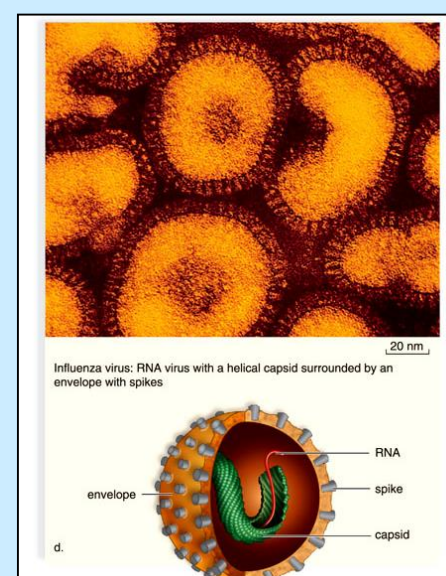 20 nm
Influenza virus: RNA virus with a helical capsid surrounded by an
envelope with spikes
RNA
envelope
spike
capsid
d.